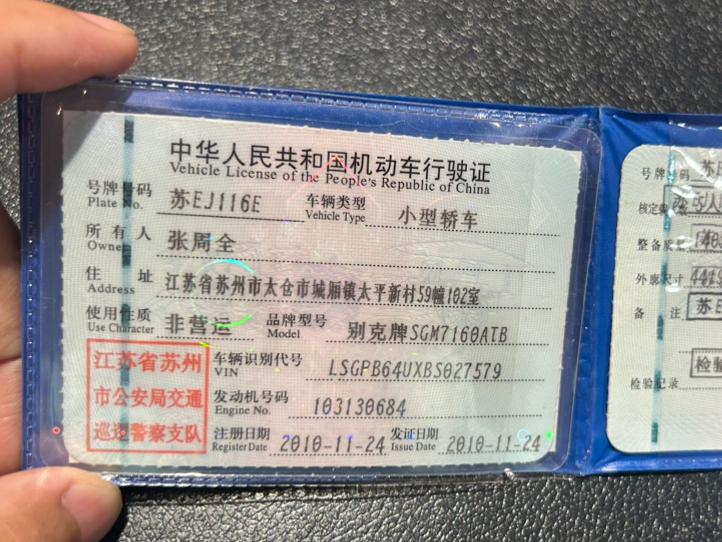 中华人民共和国机动车行驶证
Vehicle License of the People's Republic of China
号牌号码 苏EJ116E 车辆类型 小型轿车
Plate No. Vehicle Type
所有人 张周全
Owner
住址 江苏省苏州市太仓市城厢镇太平新村59幢102室
Address
使用性质 非营运 品牌型号 别克牌SGM7160ATB
Use Character Model
江苏省苏州
市公安局交通
巡逻警察支队
车辆识别代号 LSGPB64UXBS027579
VIN
发动机号码 103130684
Engine No.
注册日期 2010-11-24 发证日期 2010-11-24
Register Date Issue Date
号牌号码
整备质量
外廓尺寸
备注
检验记录